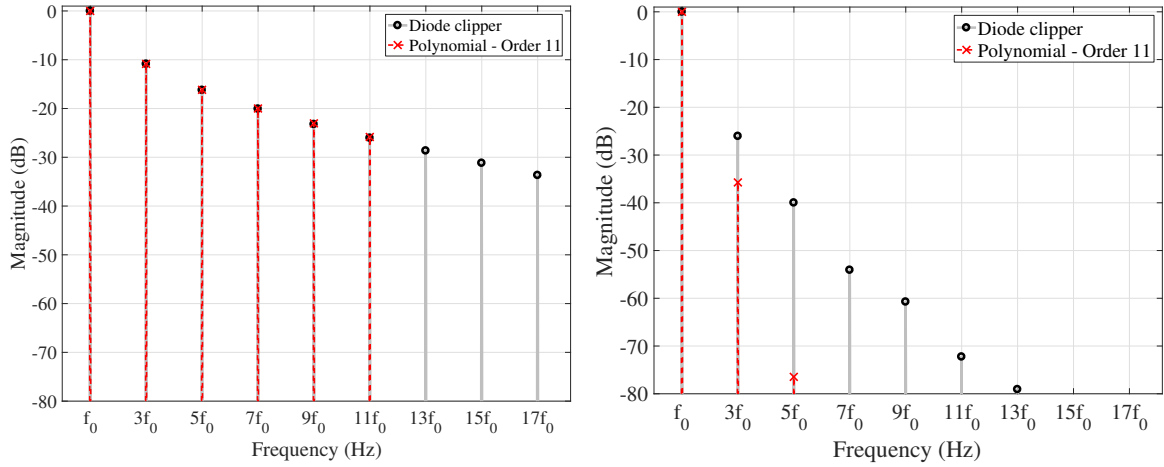 0
-10
-20
-30
-40
-50
-60
-70
-80
Magnitude (dB)
Diode clipper
Polynomial - Order 11
f0 3f0 5f0 7f0 9f0 11f0 13f0 15f0 17f0
Frequency (Hz)
0
-10
-20
-30
-40
-50
-60
-70
-80
Magnitude (dB)
Diode clipper
Polynomial - Order 11
f0 3f0 5f0 7f0 9f0 11f0 13f0 15f0 17f0
Frequency (Hz)